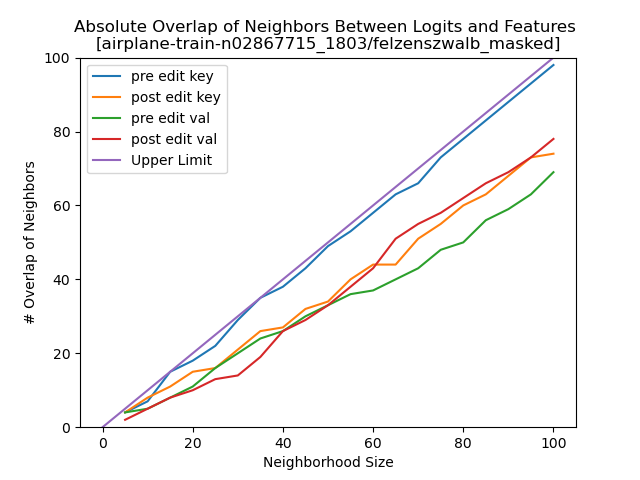 Absolute Overlap of Neighbors Between Logits and Features
[airplane-train-n02867715_1803/felzenszwalb_masked]
pre edit key
post edit key
pre edit val
post edit val
Upper Limit
# Overlap of Neighbors
100
80
60
40
20
0
0 20 40 60 80 100
Neighborhood Size